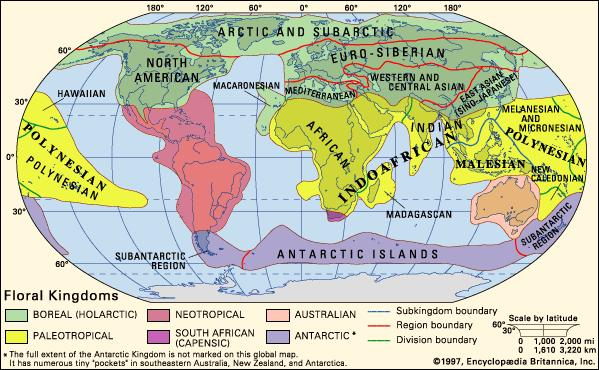 180° 120° 60° 0° 60° 120° 180°
ARCTIC AND SUBARCTIC
60°
EURO-SIBERIAN
NORTH
AMERICAN
WESTERN AND
CENTRAL ASIAN
MACARONESIAN
MEDITERRANEAN
EAST ASIAN
(SINO-JAPANESE)
HAWAIIAN
30°
MELANESIAN
AND
MICRONESIAN
POLYNESIAN
POLYNESIAN
AFRICAN
INDIAN
INDOAFRICAN
POLYNESIAN
0°
MALESIAN
NEW
CALEDONIAN
MADAGASCAN
30°
SUBANTARCTIC
REGION
ANTARCTIC ISLANDS
SUBANTARCTIC
REGION
60°
Floral Kingdoms
BOREAL (HOLARCTIC)
NEOTROPICAL
AUSTRALIAN
PALEOTROPICAL
SOUTH AFRICAN
(CAPENSIC)
ANTARCTIC*
Subkingdom boundary
Region boundary
Division boundary
Scale by latitude
60°
30°
0°
0 1,000 2,000 mi
0 1,610 3,220 km
* The full extent of the Antarctic Kingdom is not marked on this global map.
It has numerous tiny "pockets" in southeastern Australia, New Zealand, and Antarctica.
©1997, Encyclopædia Britannica, Inc.